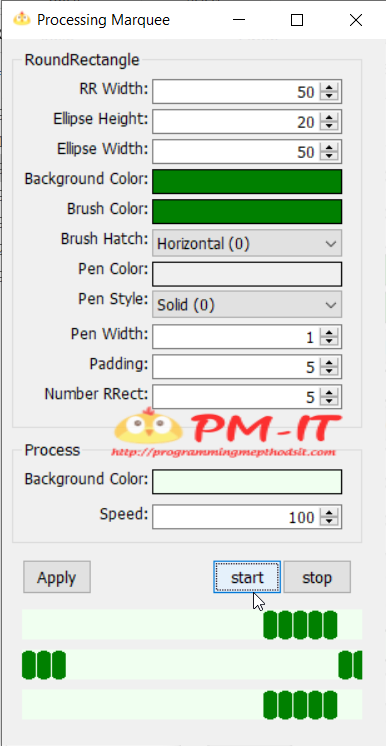 Processing Marquee
RoundRectangle
RR Width: 50
Ellipse Height: 20
Ellipse Width: 50
Background Color:
Brush Color:
Brush Hatch: Horizontal (0)
Pen Color:
Pen Style: Solid (0)
Pen Width: 1
Padding: 5
Number RRect: 5
PM-IT
http://programmingmepthodsit.com
Process
Background Color:
Speed: 100
Apply start stop